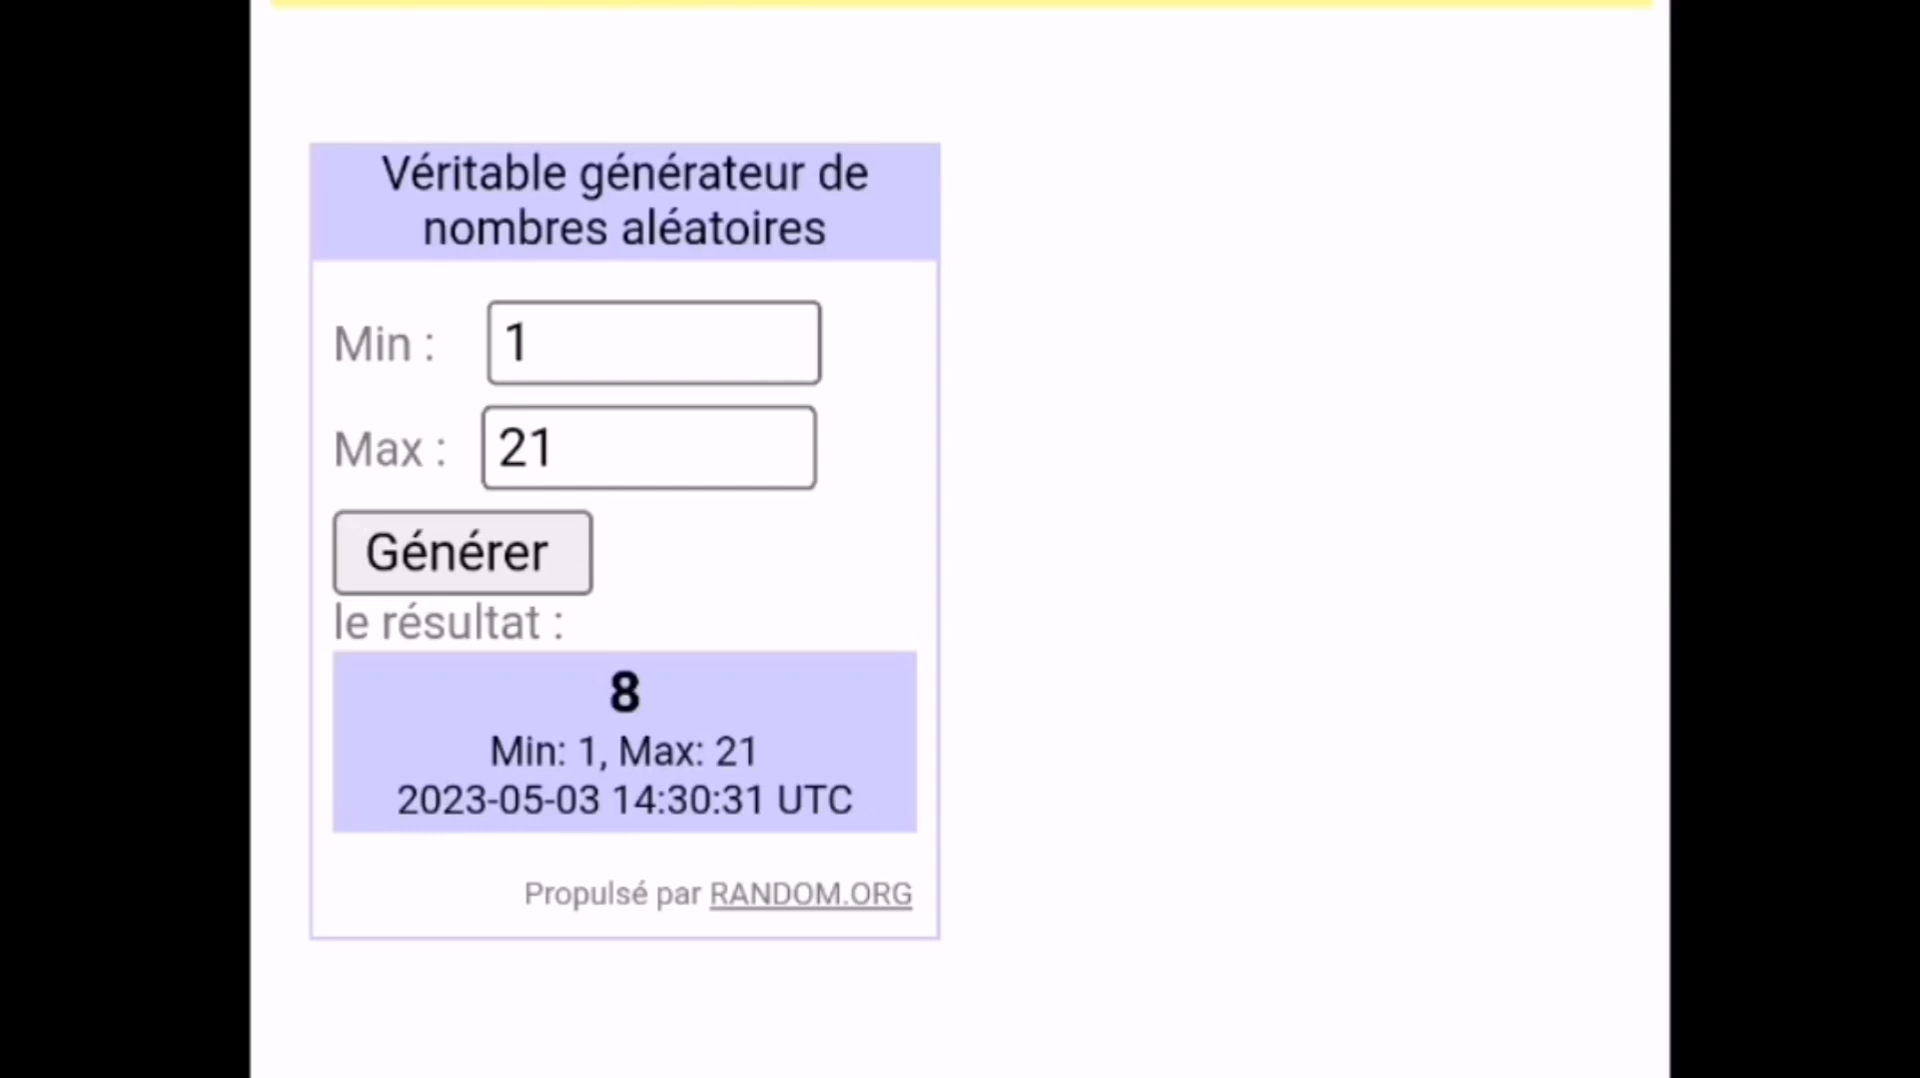 Véritable générateur de
nombres aléatoires
Min : 1
Max : 21
Générer
le résultat :
8
Min: 1, Max: 21
2023-05-03 14:30:31 UTC
Propulsé par RANDOM.ORG